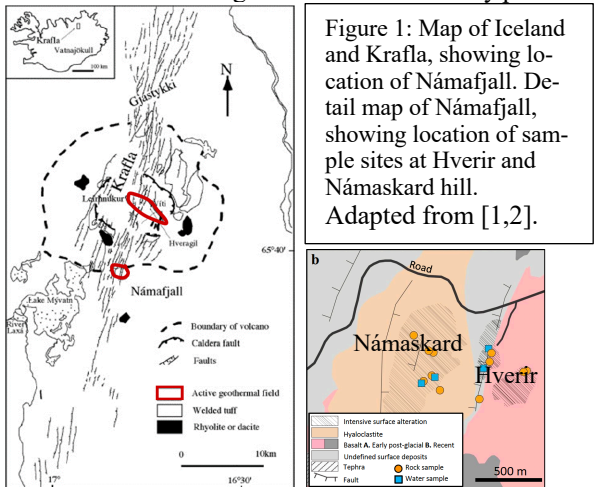 Krafla
Vatsajökull
100 km
N
Gjastykki
Krafla
Leirhnukur
Víti
Hveragil
65°40'
Námafjall
Lake Myvatn
River
Laxá
Boundary of volcano
Caldera fault
Faults
Active geothermal field
Welded tuff
Rhyolite or dacite
0 10km
17° 16°30'
Figure 1: Map of Iceland
and Krafla, showing lo-
cation of Námafjall. De-
tail map of Námafjall,
showing location of sam-
ple sites at Hverir and
Námaskard hill.
Adapted from [1,2].
b
Road
Námaskard
Hverir
Intensive surface alteration
Hyaloclastite
Basalt A. Early post-glacial B. Recent
Undefined surface deposits
Tephra
Fault
Rock sample
Water sample
500 m